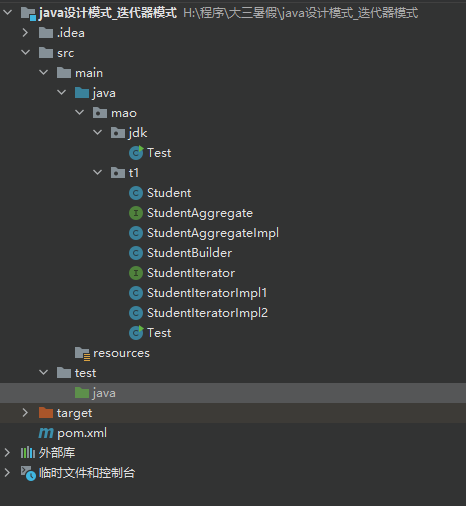 java设计模式_迭代器模式 H:\程序\大三暑假\java设计模式_迭代器模式
.idea
src
main
java
mao
jdk
Test
t1
Student
StudentAggregate
StudentAggregateImpl
StudentBuilder
StudentIterator
StudentIteratorImpl1
StudentIteratorImpl2
Test
resources
test
java
target
pom.xml
外部库
临时文件和控制台